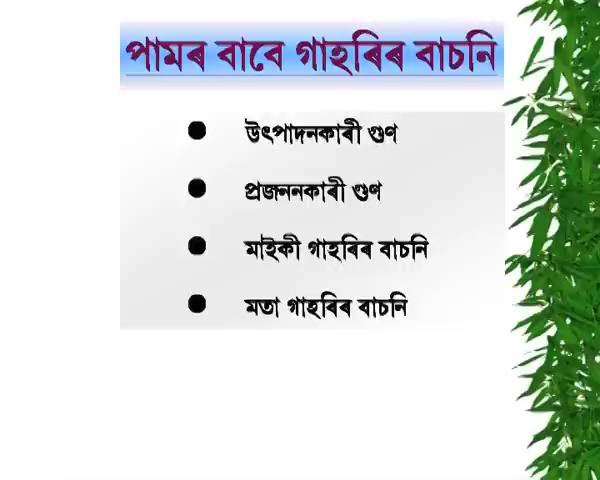 পামৰ বাবে গাহৰিৰ বাচনি
উৎপাদনকাৰী গুণ
প্ৰজননকাৰী গুণ
মাইকী গাহৰিৰ বাচনি
মতা গাহৰিৰ বাচনি